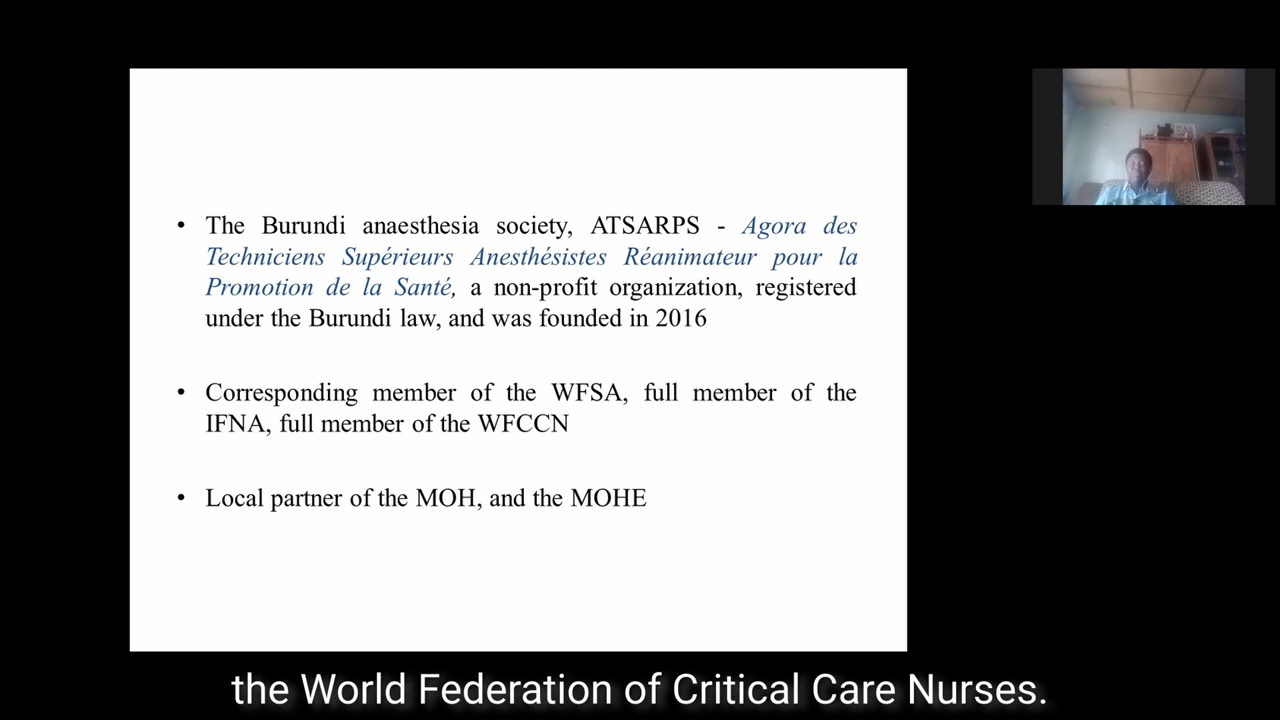 • The Burundi anaesthesia society, ATSARPS - Agora des
Techniciens Supérieurs Anesthésistes Réanimateur pour la
Promotion de la Santé, a non-profit organization, registered
under the Burundi law, and was founded in 2016
• Corresponding member of the WFSA, full member of the
IFNA, full member of the WFCCN
• Local partner of the MOH, and the MOHE
the World Federation of Critical Care Nurses.